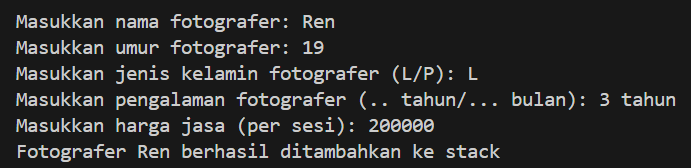 Masukkan nama fotografer: Ren
Masukkan umur fotografer: 19
Masukkan jenis kelamin fotografer (L/P): L
Masukkan pengalaman fotografer (.. tahun/... bulan): 3 tahun
Masukkan harga jasa (per sesi): 200000
Fotografer Ren berhasil ditambahkan ke stack